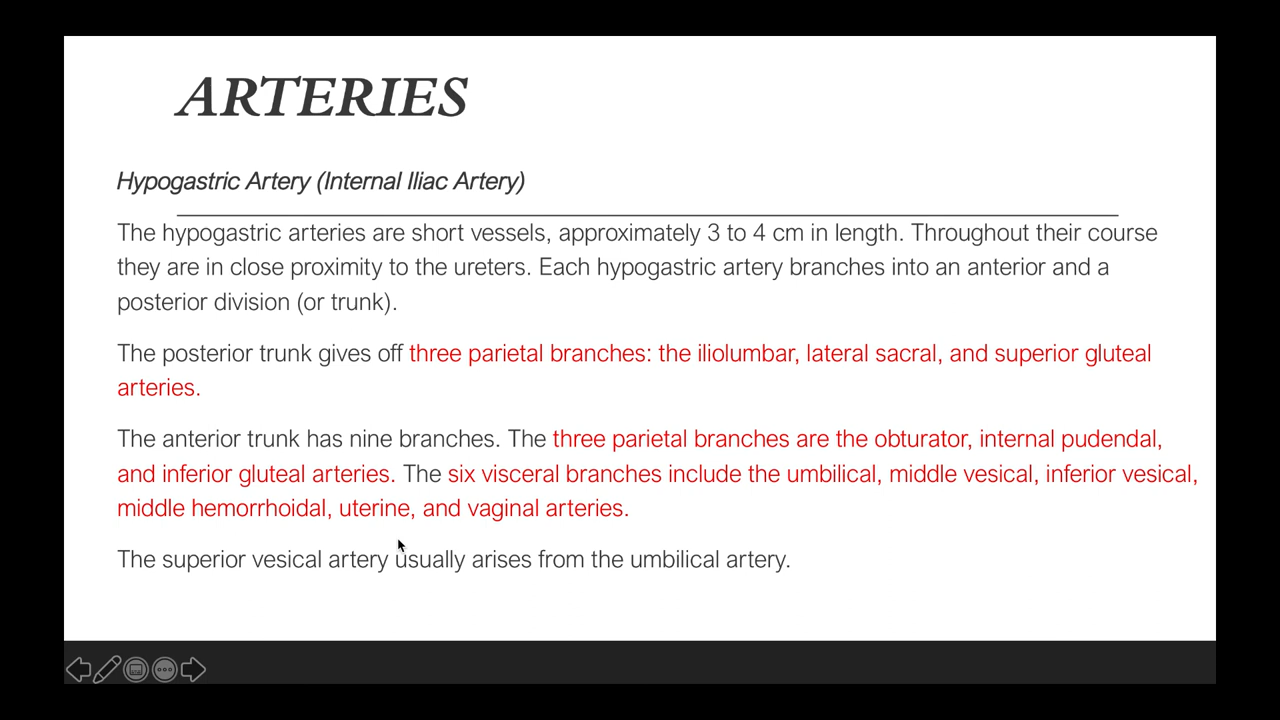 ARTERIES
Hypogastric Artery (Internal Iliac Artery)
The hypogastric arteries are short vessels, approximately 3 to 4 cm in length. Throughout their course
they are in close proximity to the ureters. Each hypogastric artery branches into an anterior and a
posterior division (or trunk).
The posterior trunk gives off three parietal branches: the iliolumbar, lateral sacral, and superior gluteal
arteries.
The anterior trunk has nine branches. The three parietal branches are the obturator, internal pudendal,
and inferior gluteal arteries. The six visceral branches include the umbilical, middle vesical, inferior vesical,
middle hemorrhoidal, uterine, and vaginal arteries.
The superior vesical artery usually arises from the umbilical artery.